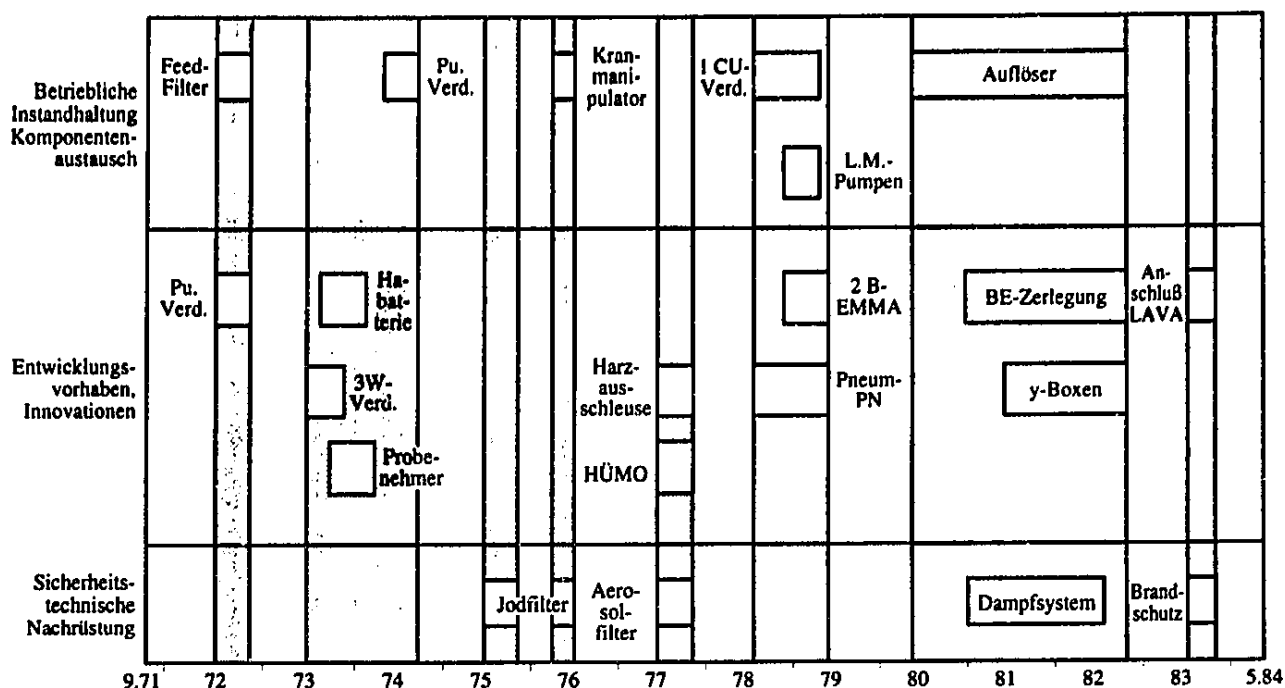 Betriebliche
Instandhaltung
Komponenten-
austausch
Feed-
Filter
Pu.
Verd.
Kran-
mani-
pulator
1 CU-
Verd.
Auflöser
L.M.-
Pumpen
Entwicklungs-
vorhaben,
Innovationen
Pu.
Verd.
Ha-
bat-
terie
3W-
Verd.
Probe-
nehmer
Harz-
aus-
schleuse
HÜMO
2 B-
EMMA
Pneum-
PN
BE-Zerlegung
y-Boxen
An-
schluß
LAVA
Sicherheits-
technische
Nachrüstung
Jodfilter
Aero-
sol-
filter
Dampfsystem
Brand-
schutz
9.71 72 73 74 75 76 77 78 79 80 81 82 83 5.84